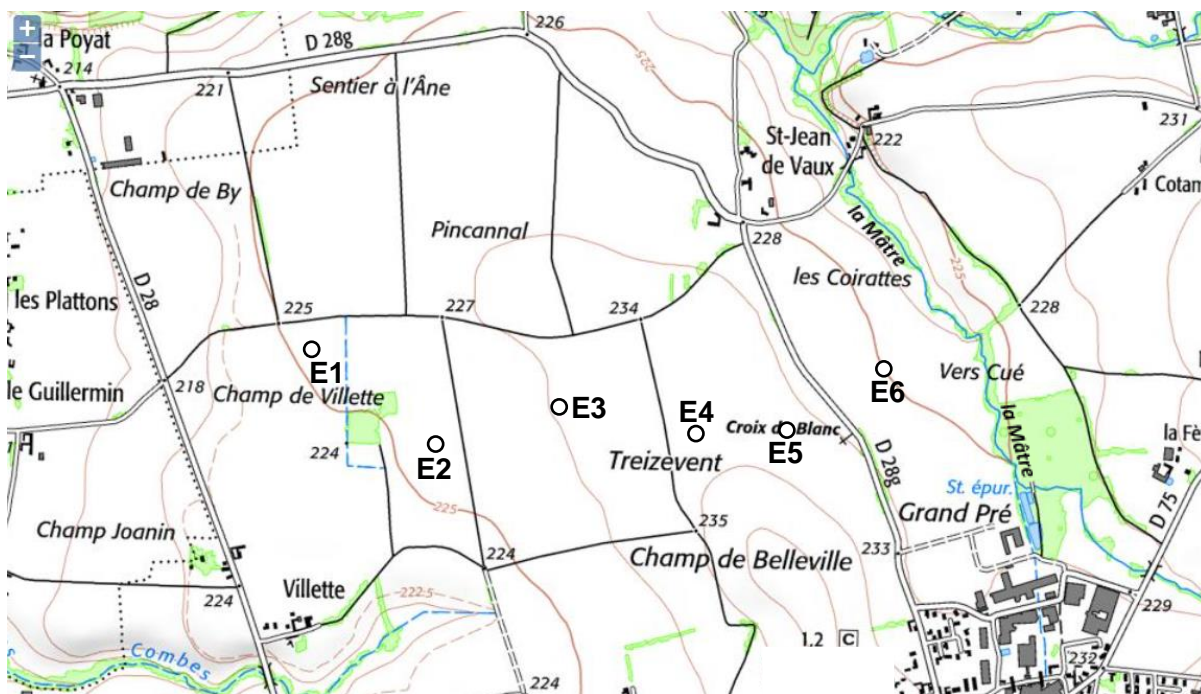 +
–
la Poyat
214
D 28g
226
221
Sentier à l'Âne
225
St-Jean
de Vaux
222
231
Champ de By
Cotam
Pincannal
la Mâtre
228
D 28
les Coirattes
225
les Plattons
225
227
234
228
E1
E6
Vers Cué
le Guillermin
218
Champ de Villette
E3
E4
E5
Croix d Blanc
la Mâtre
E2
224
Treizevent
la Fè
St. épur.
D 28g
225
Grand Pré
D 75
Champ Joanin
235
Champ de Belleville
233
224
224
Villette
222.5
229
1.2 C
Combes
232
224